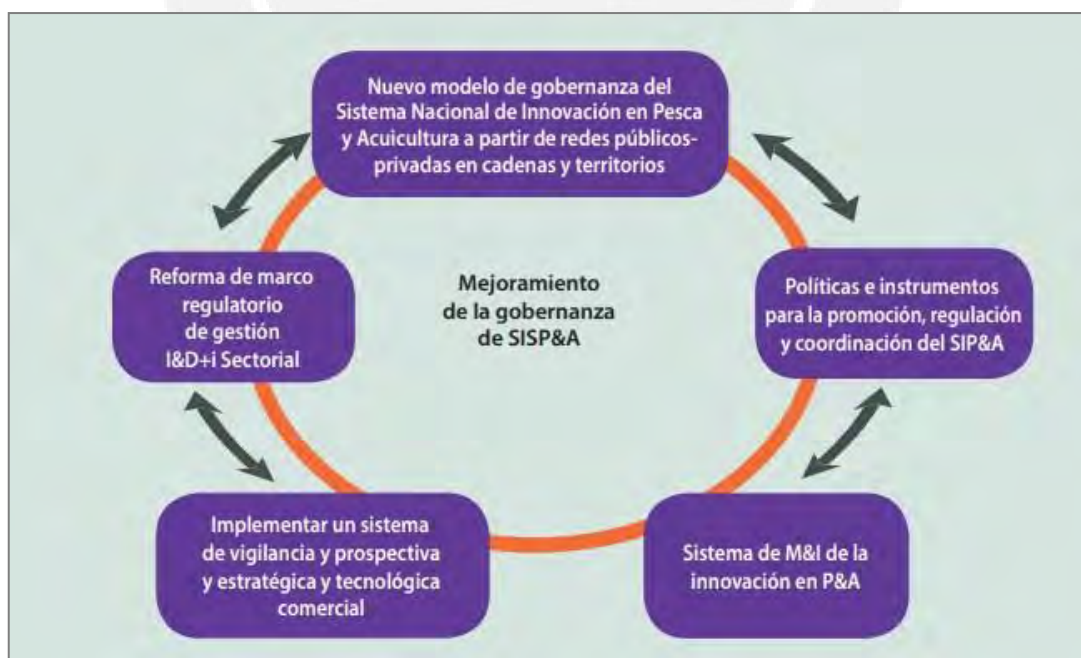 Nuevo modelo de gobernanza del
Sistema Nacional de Innovación en Pesca
y Acuicultura a partir de redes públicos-
privadas en cadenas y territorios
Reforma de marco
regulatorio
de gestión
I&D+i Sectorial
Mejoramiento
de la gobernanza
de SISP&A
Políticas e instrumentos
para la promoción, regulación
y coordinación del SIP&A
Implementar un sistema
de vigilancia y prospectiva
y estratégica y tecnológica
comercial
Sistema de M&I de la
innovación en P&A